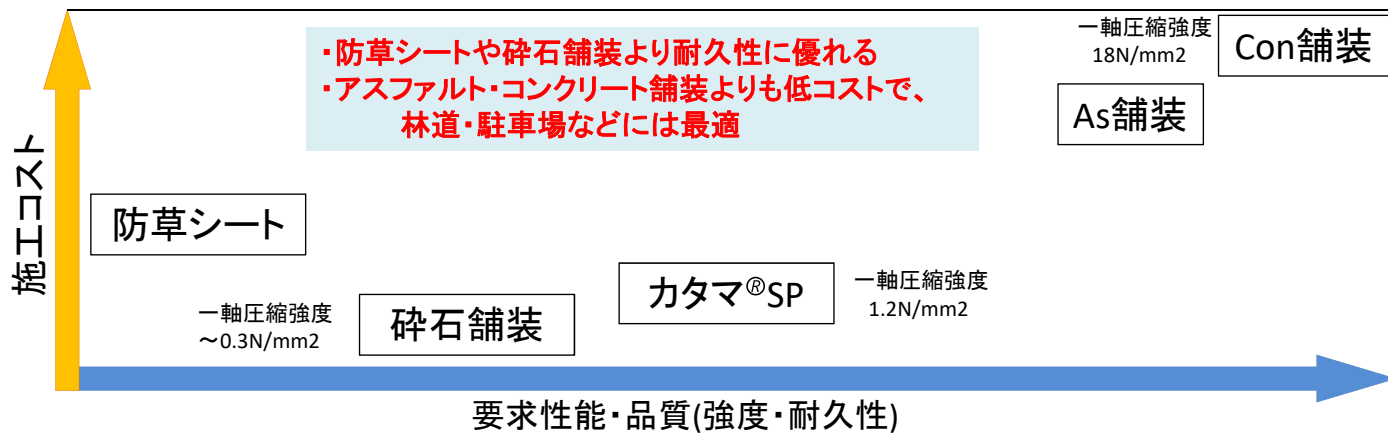 ・防草シートや砕石舗装より耐久性に優れる
・アスファルト・コンクリート舗装よりも低コストで、
林道・駐車場などには最適
一軸圧縮強度
18N/mm2
Con舗装
As舗装
施工コスト
防草シート
カタマ®SP
一軸圧縮強度
1.2N/mm2
一軸圧縮強度
～0.3N/mm2
砕石舗装
要求性能・品質(強度・耐久性)